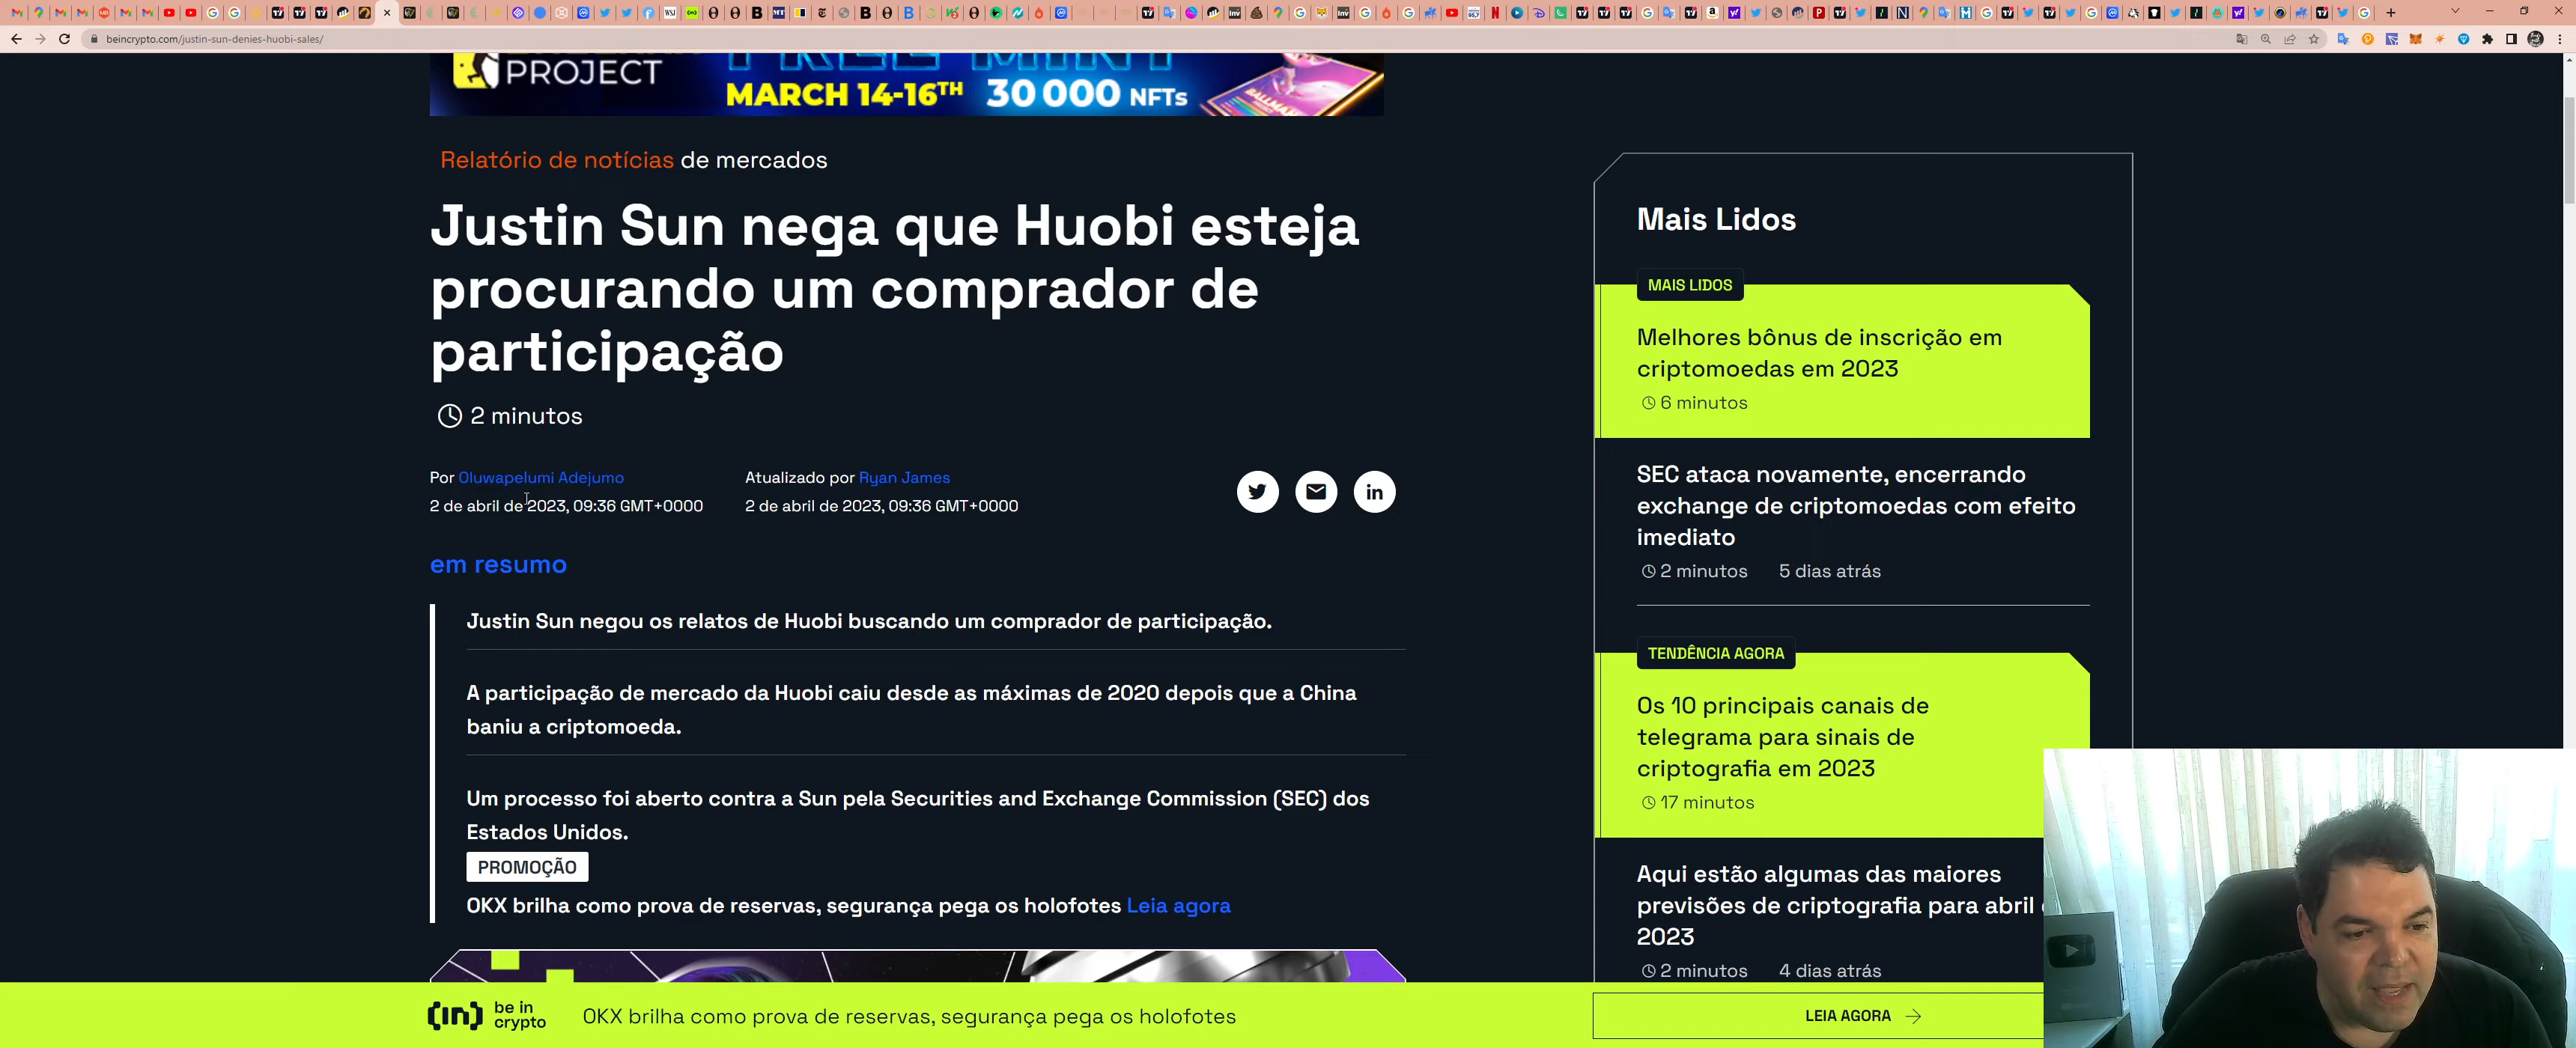 beincrypto.com/justin-sun-denies-huobi-sales/
PROJECT
MARCH 14-16TH 30 000 NFTs
Relatório de notícias de mercados
Justin Sun nega que Huobi esteja
procurando um comprador de
participação
2 minutos
Por Oluwapelumi Adejumo
2 de abril de 2023, 09:36 GMT+0000
Atualizado por Ryan James
2 de abril de 2023, 09:36 GMT+0000
em resumo
Justin Sun negou os relatos de Huobi buscando um comprador de participação.
A participação de mercado da Huobi caiu desde as máximas de 2020 depois que a China
baniu a criptomoeda.
Um processo foi aberto contra a Sun pela Securities and Exchange Commission (SEC) dos
Estados Unidos.
PROMOÇÃO
OKX brilha como prova de reservas, segurança pega os holofotes Leia agora
Mais Lidos
MAIS LIDOS
Melhores bônus de inscrição em
criptomoedas em 2023
6 minutos
SEC ataca novamente, encerrando
exchange de criptomoedas com efeito
imediato
2 minutos 5 dias atrás
TENDÊNCIA AGORA
Os 10 principais canais de
telegrama para sinais de
criptografia em 2023
17 minutos
Aqui estão algumas das maiores
previsões de criptografia para abril
2023
2 minutos 4 dias atrás
[in] be in
crypto
OKX brilha como prova de reservas, segurança pega os holofotes
LEIA AGORA